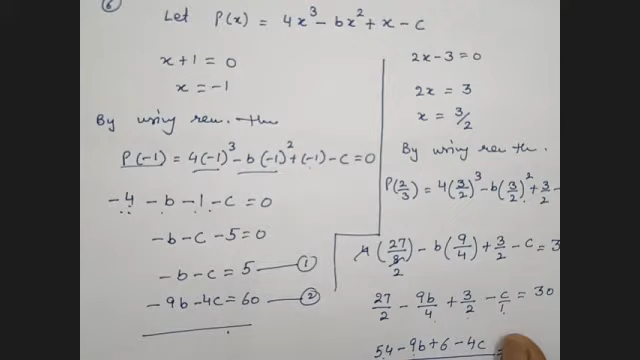 6
Let P(x) = 4x³ - bx² + x - c
x + 1 = 0
x = -1
By using rem. thm
P(-1) = 4(-1)³ - b(-1)² + (-1) - c = 0
-4 - b - 1 - c = 0
-b - c - 5 = 0
-b - c = 5 — ①
-9b - 4c = 60 — ②
2x - 3 = 0
2x = 3
x = 3/2
By using rem th.
P(2/3) = 4(3/2)³ - b(3/2)² + 3/2 -
4(27/8) - b(9/4) + 3/2 - c = 3
2
27/2 - 9b/4 + 3/2 - c/1 = 30
54 - 9b + 6 - 4c =